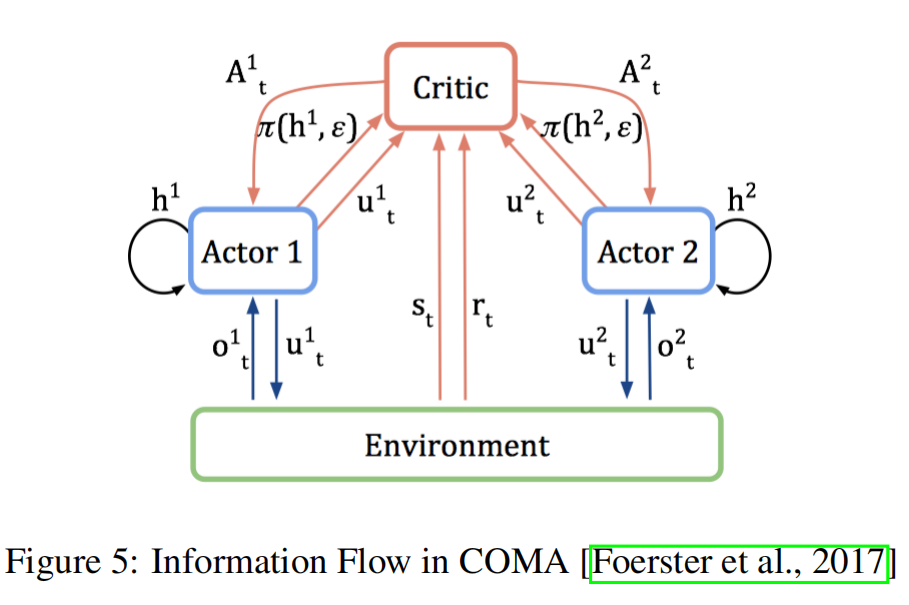 A¹ₜ
A²ₜ
Critic
π(h¹, ε)
π(h², ε)
h¹
u¹ₜ
u²ₜ
h²
Actor 1
Actor 2
sₜ
rₜ
o¹ₜ
u¹ₜ
u²ₜ
o²ₜ
Environment
Figure 5: Information Flow in COMA [Foerster et al., 2017]